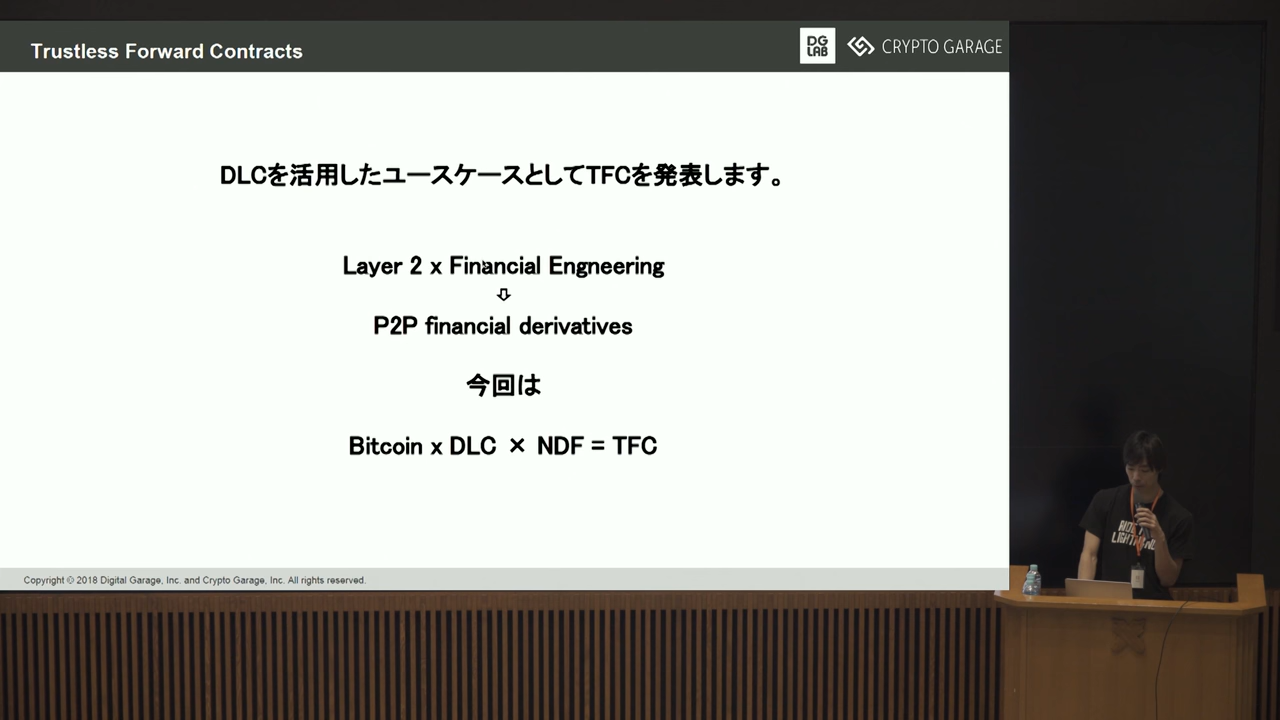 Trustless Forward Contracts
DG
LAB
CRYPTO GARAGE
DLCを活用したユースケースとしてTFCを発表します。
Layer 2 x Financial Engneering
⇩
P2P financial derivatives
今回は
Bitcoin x DLC × NDF = TFC
Copyright © 2018 Digital Garage, Inc. and Crypto Garage, Inc. All rights reserved.